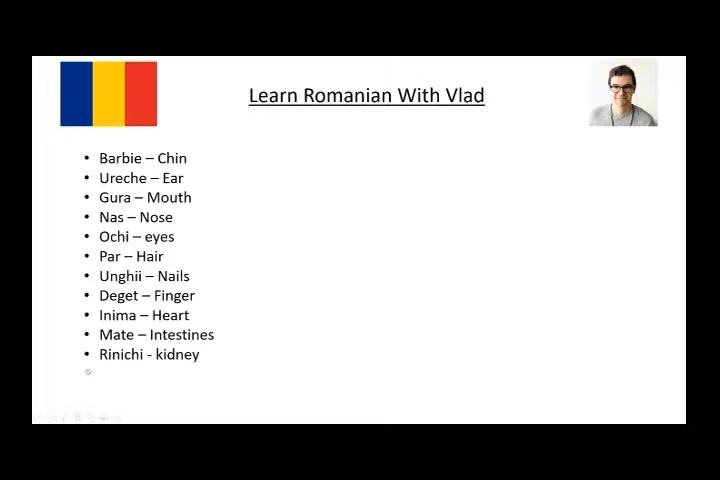 Learn Romanian With Vlad
• Barbie – Chin
• Ureche – Ear
• Gura – Mouth
• Nas – Nose
• Ochi – eyes
• Par – Hair
• Unghii – Nails
• Deget – Finger
• Inima – Heart
• Mate – Intestines
• Rinichi - kidney